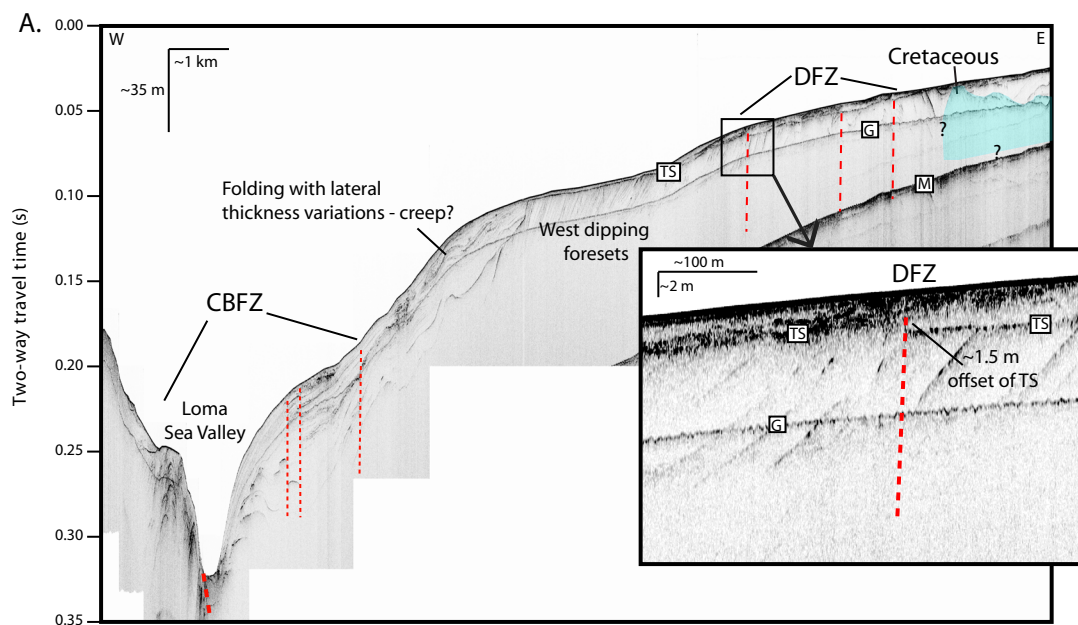 A.
0.00
W
E
~1 km
~35 m
DFZ
Cretaceous
0.05
G
?
?
TS
M
0.10
Folding with lateral
thickness variations - creep?
West dipping
foresets
Two-way travel time (s)
0.15
CBFZ
0.20
Loma
Sea Valley
0.25
0.30
0.35
~100 m
~2 m
DFZ
TS
TS
~1.5 m
offset of TS
G